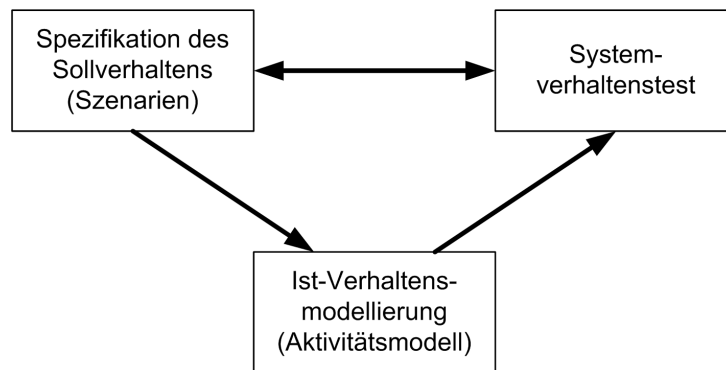 Spezifikation des
Sollverhaltens
(Szenarien)
System-
verhaltenstest
Ist-Verhaltens-
modellierung
(Aktivitätsmodell)